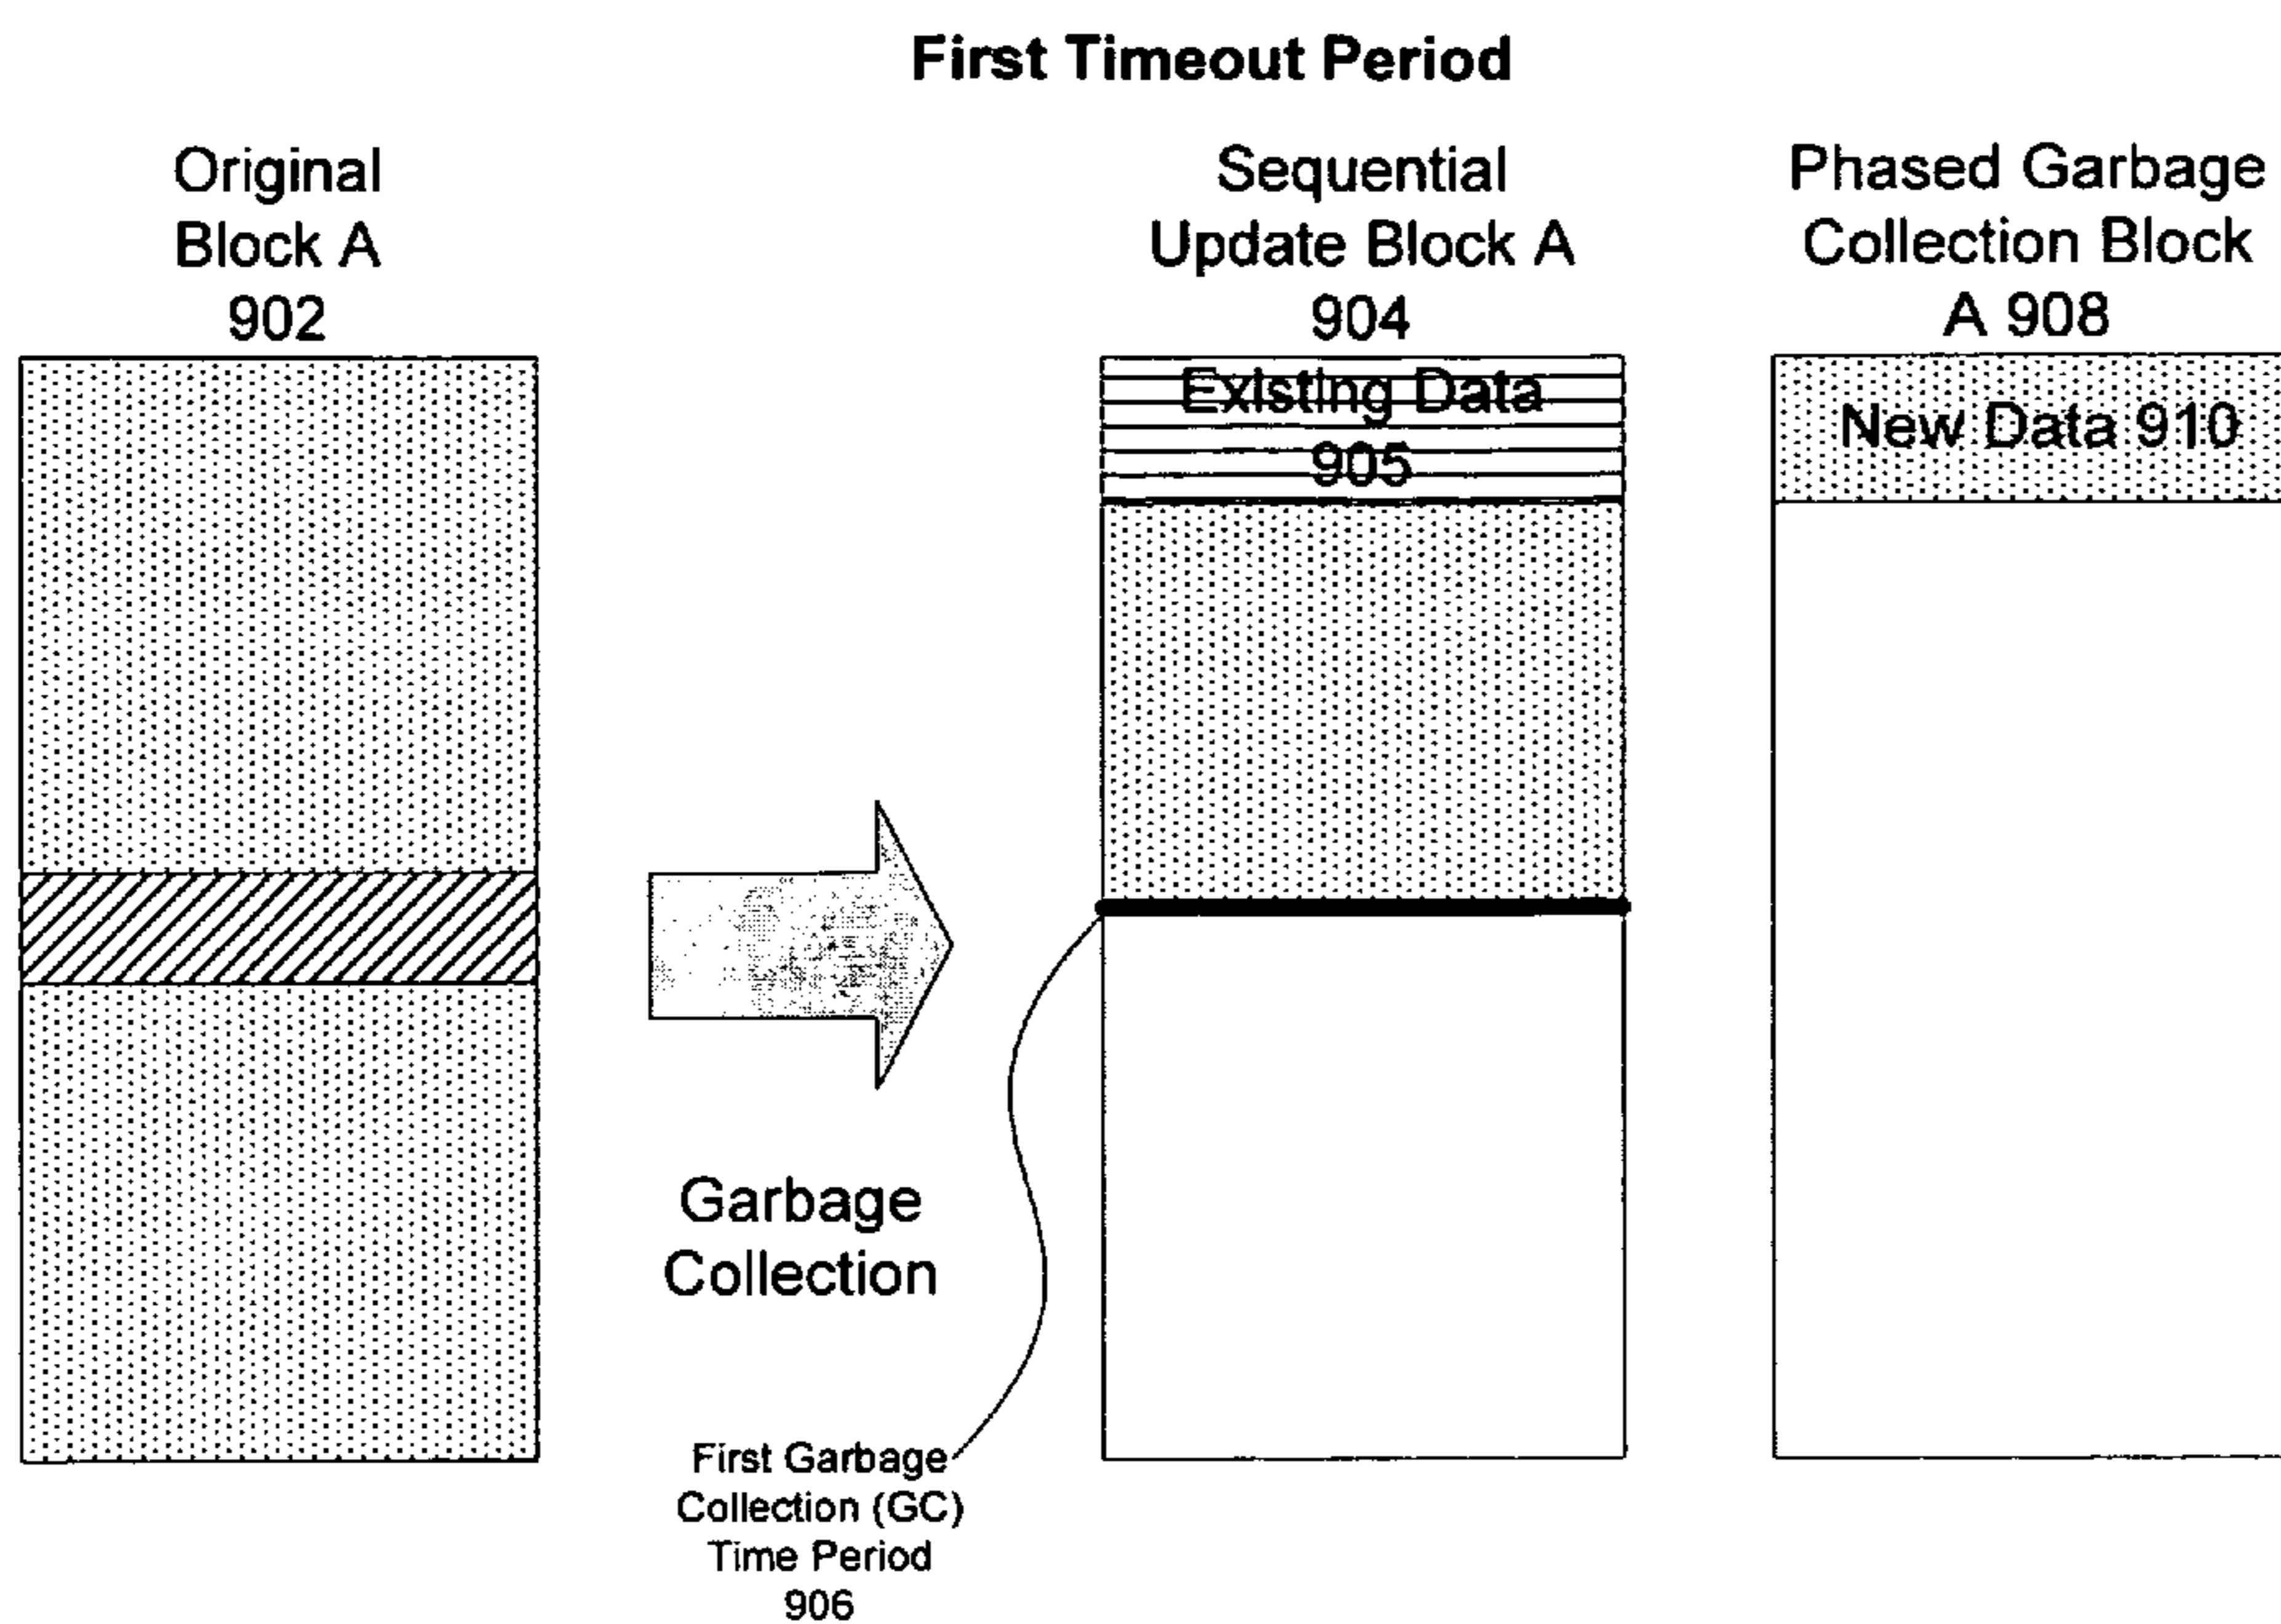 First Timeout Period
Original
Block A
902
Sequential
Update Block A
904
Phased Garbage
Collection Block
A 908
Existing Data
905
New Data 910
Garbage
Collection
First Garbage
Collection (GC)
Time Period
906